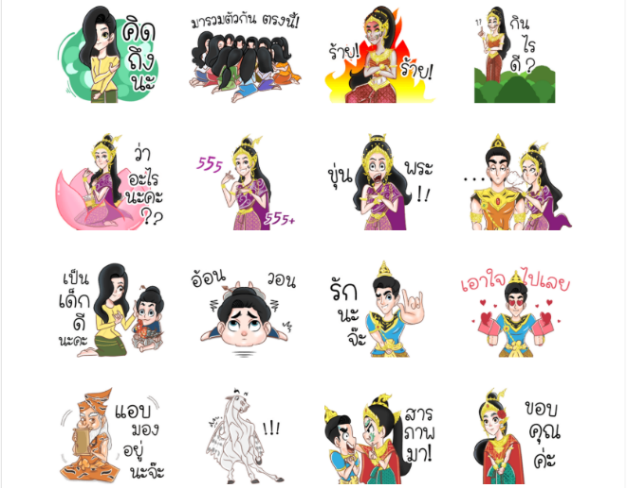 คิด
ถึง
นะ
มารวมตัวกัน ตรงนี้!
ร้าย!
ร้าย!
!!
กิน
ไร
ดี?
ว่า
อะไร
นะคะ
??
555
555+
ขุ่น พระ
!!
...
เป็น
เด็ก
ดี
นะคะ
อ้อน วอน
รัก
นะ
จ๊ะ
เอาใจ ไปเลย
แอบ
มอง
อยู่
นะจ๊ะ
!!!
สาร
ภาพ
มา!
ขอบ
คุณ
ค่ะ